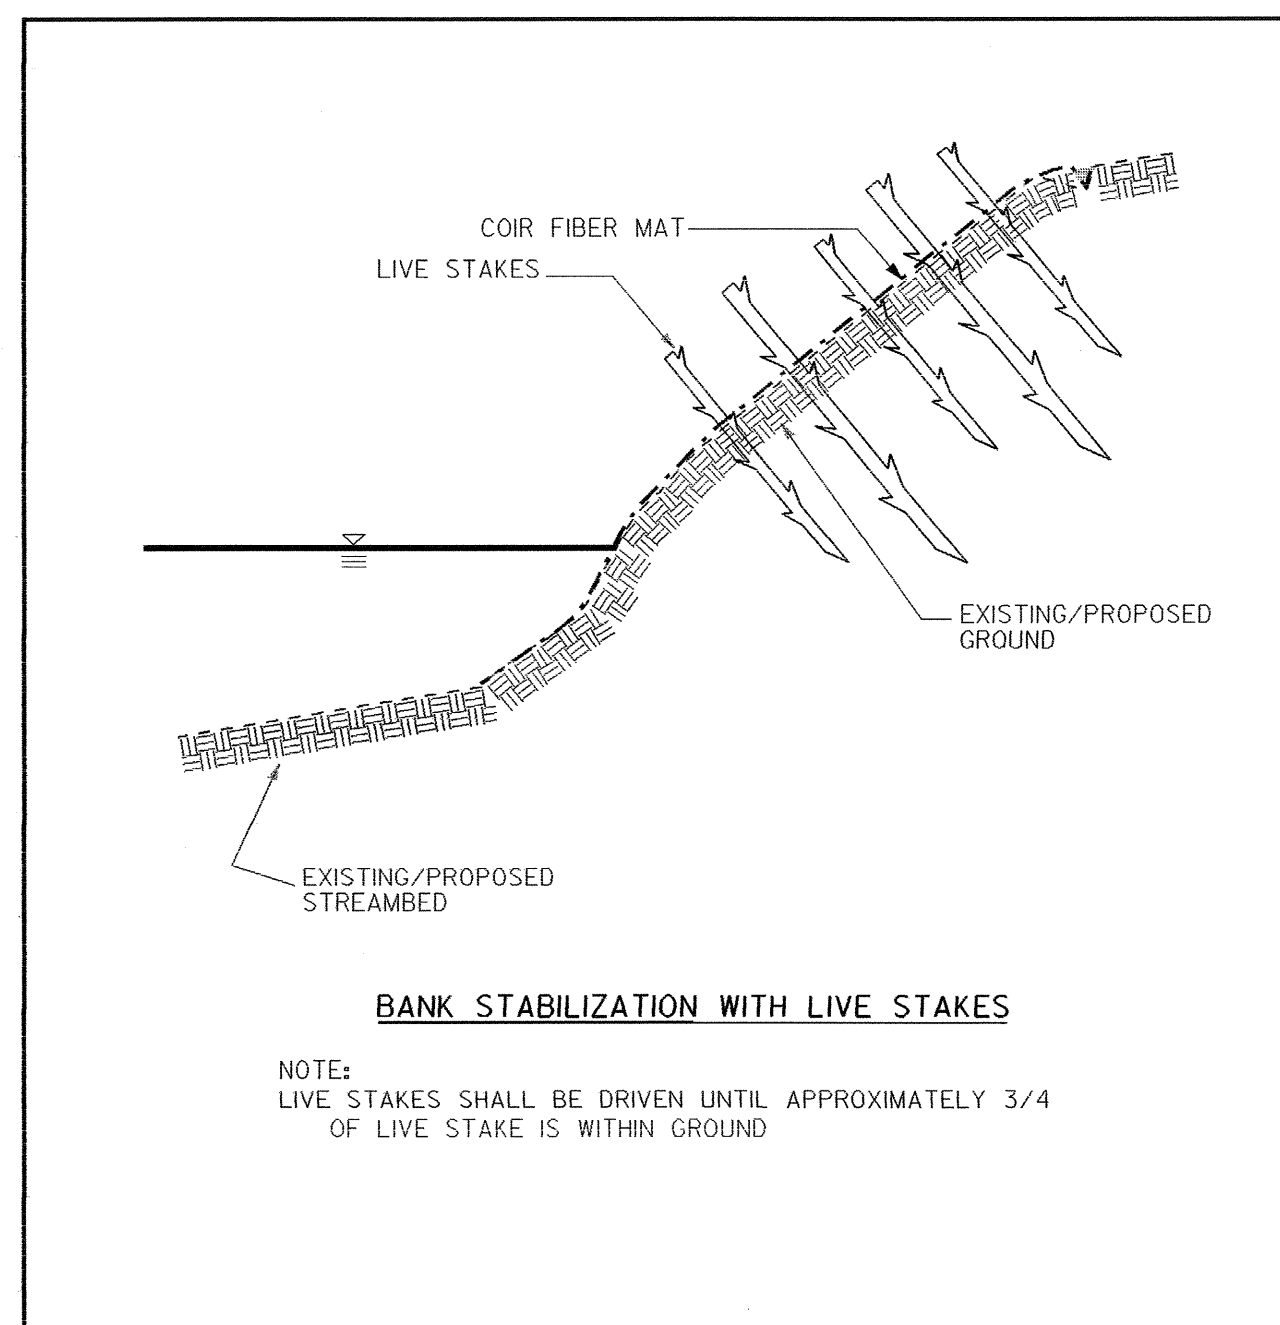 COIR FIBER MAT
LIVE STAKES
EXISTING/PROPOSED
GROUND
EXISTING/PROPOSED
STREAMBED
BANK STABILIZATION WITH LIVE STAKES
NOTE:
LIVE STAKES SHALL BE DRIVEN UNTIL APPROXIMATELY 3/4
OF LIVE STAKE IS WITHIN GROUND